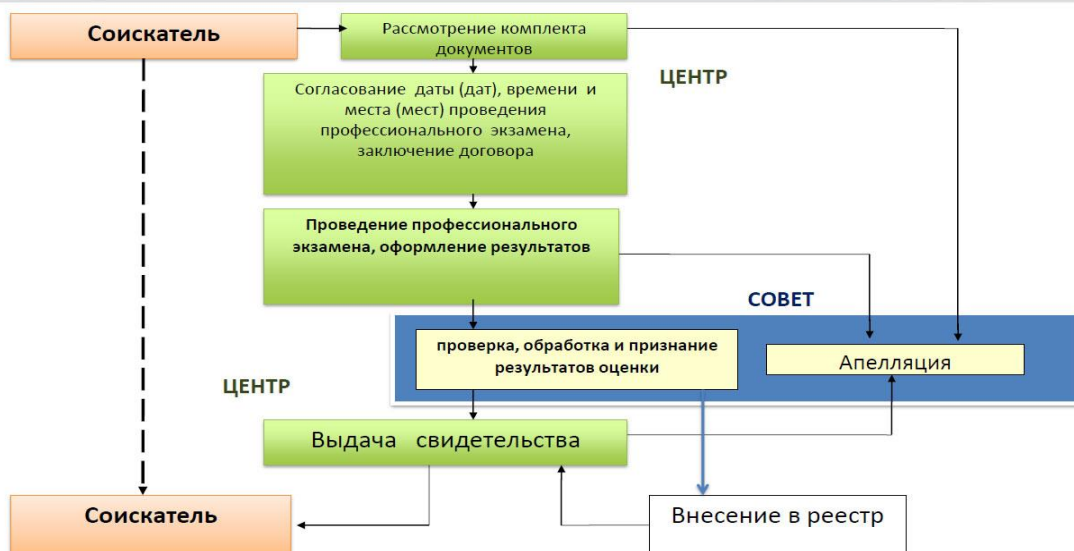 Соискатель
Рассмотрение комплекта
документов
ЦЕНТР
Согласование даты (дат), времени и
места (мест) проведения
профессионального экзамена,
заключение договора
Проведение профессионального
экзамена, оформление результатов
СОВЕТ
проверка, обработка и признание
результатов оценки
Апелляция
ЦЕНТР
Выдача свидетельства
Соискатель
Внесение в реестр